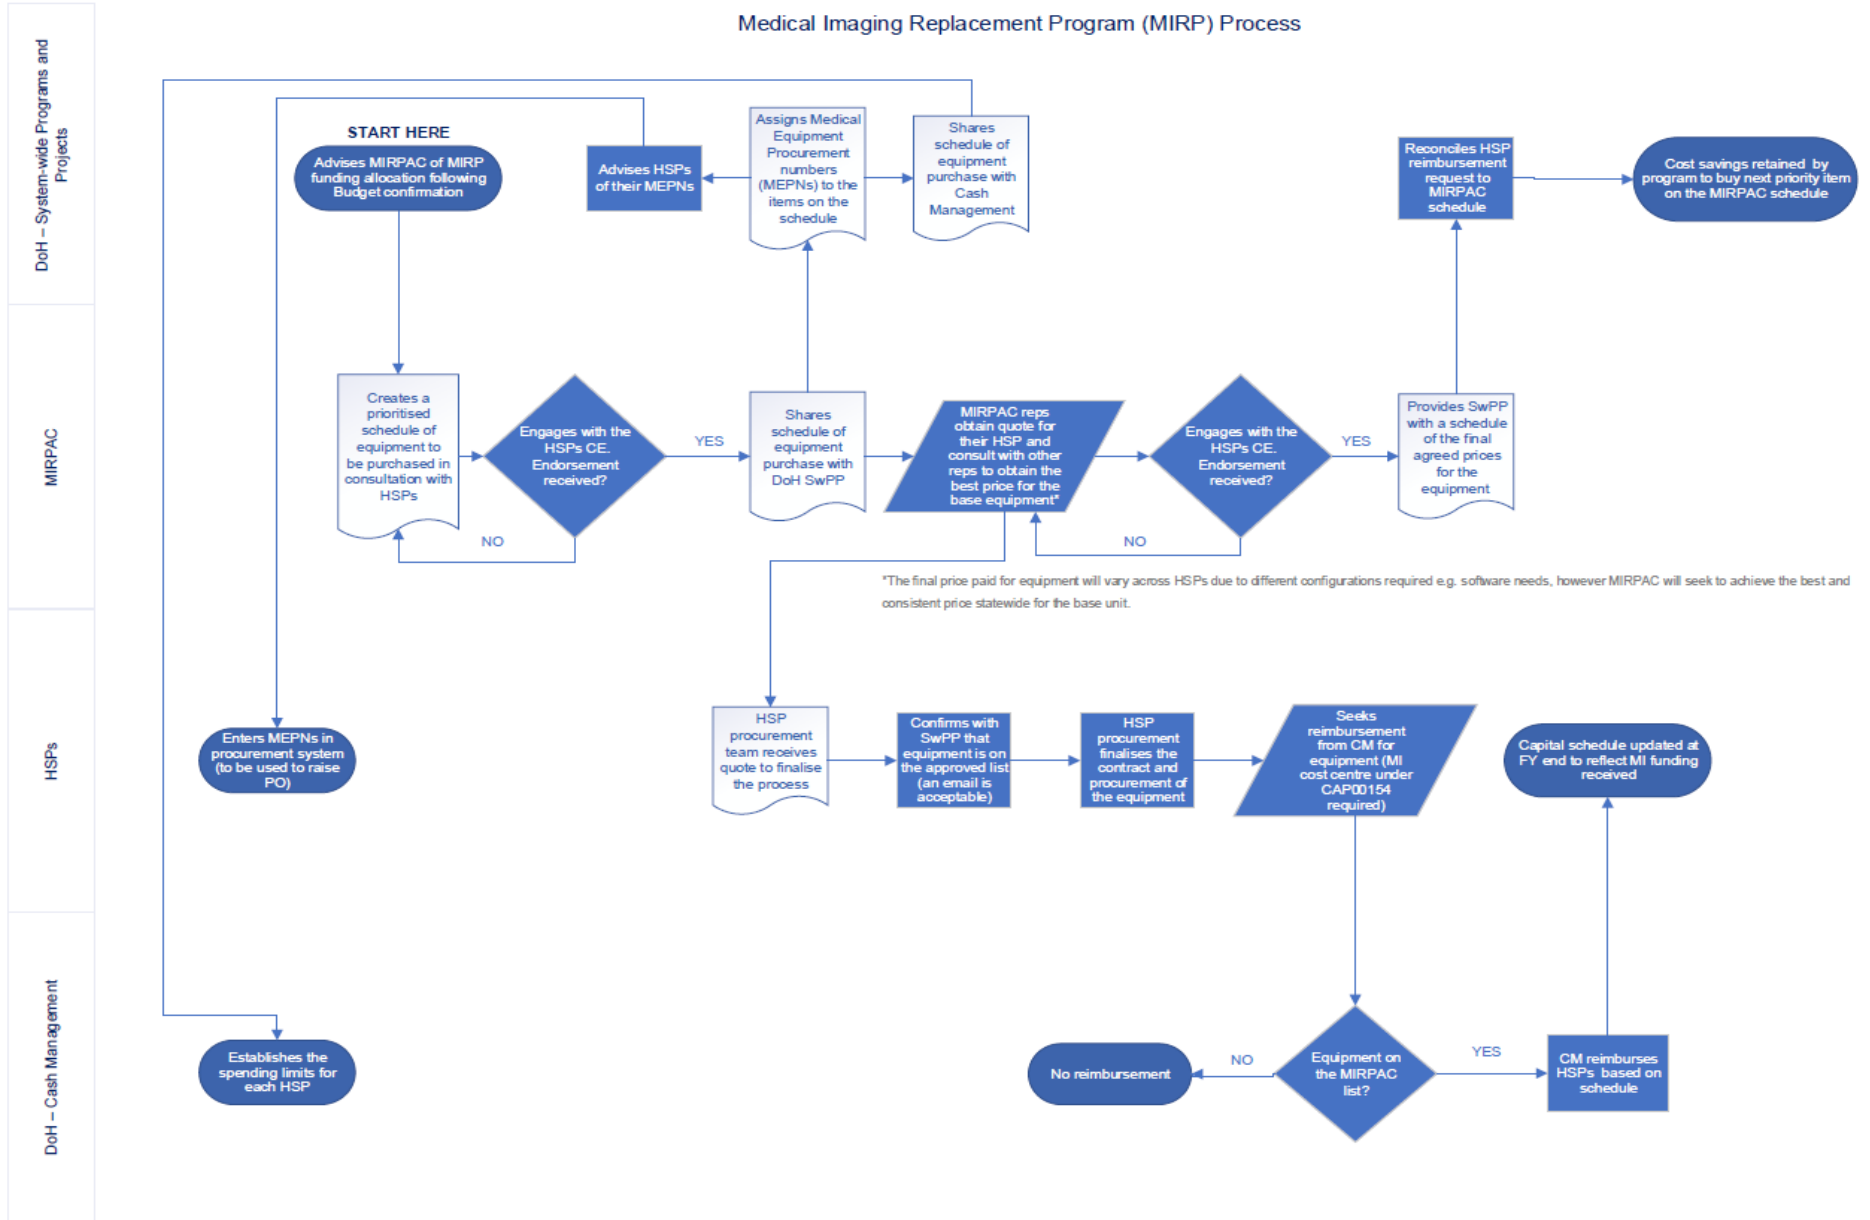 Medical Imaging Replacement Program (MIRP) Process
DoH – System-wide Programs and
Projects
START HERE
Advises MIRPAC of MIRP
funding allocation following
Budget confirmation
Advises HSPs
of their MEPNs
Assigns Medical
Equipment
Procurement
numbers
(MEPNs) to the
items on the
schedule
Shares
schedule of
equipment
purchase with
Cash
Management
Reconciles HSP
reimbursement
request to
MIRPAC
schedule
Cost savings retained by
program to buy next priority item
on the MIRPAC schedule
MIRPAC
Creates a
prioritised
schedule of
equipment to
be purchased in
consultation with
HSPs
Engages with the
HSPs CE.
Endorsement
received?
YES
NO
Shares
schedule of
equipment
purchase with
DoH SwPP
MIRPAC reps
obtain quote for
their HSP and
consult with other
reps to obtain the
best price for the
base equipment*
Engages with the
HSPs CE.
Endorsement
received?
YES
NO
Provides SwPP
with a schedule
of the final
agreed prices
for the
equipment
*The final price paid for equipment will vary across HSPs due to different configurations required e.g. software needs, however MIRPAC will seek to achieve the best and
consistent price statewide for the base unit.
HSPs
Enters MEPNs in
procurement system
(to be used to raise
PO)
HSP
procurement
team receives
quote to finalise
the process
Confirms with
SwPP that
equipment is on
the approved list
(an email is
acceptable)
HSP
procurement
finalises the
contract and
procurement of
the equipment
Seeks
reimbursement
from CM for
equipment (MI
cost centre under
CAP00154
required)
Capital schedule updated at
FY end to reflect MI funding
received
DoH – Cash Management
Establishes the
spending limits for
each HSP
No reimbursement
NO
Equipment on
the MIRPAC
list?
YES
CM reimburses
HSPs based on
schedule